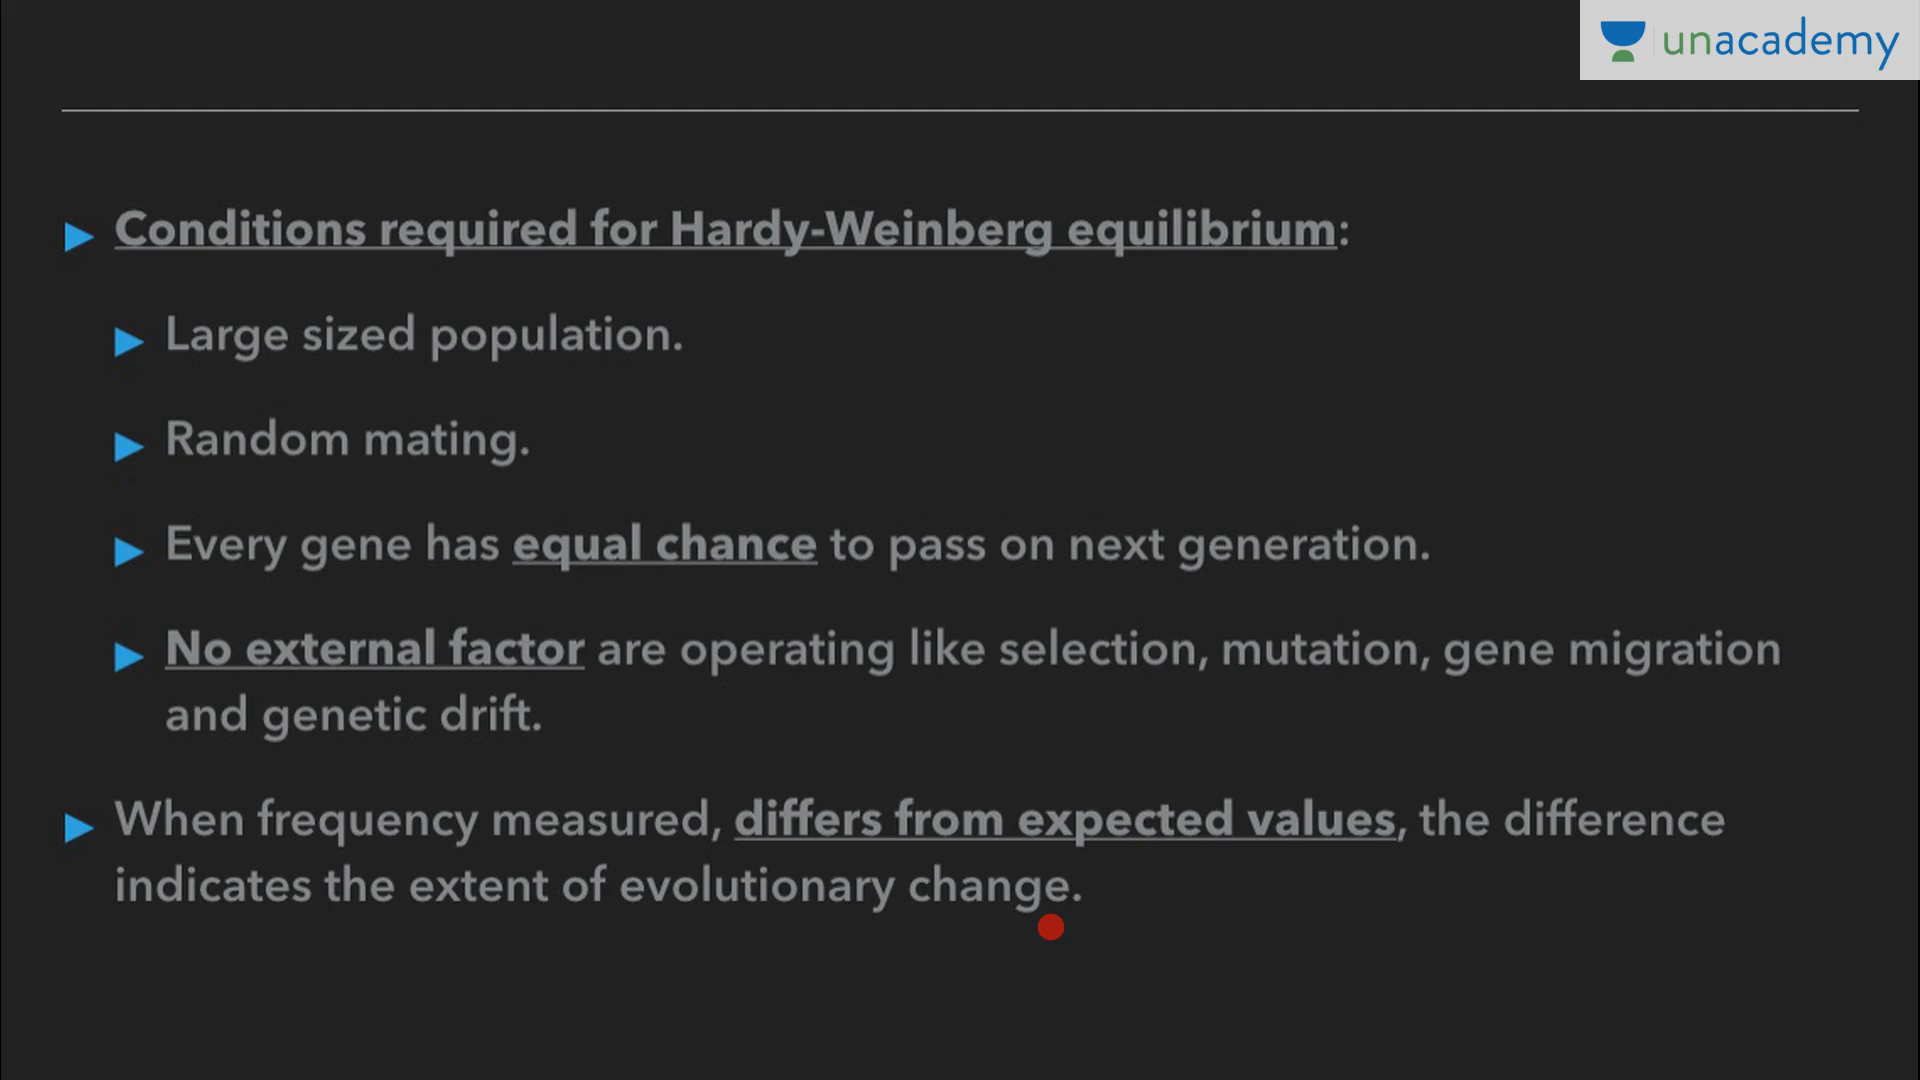 unacademy
Conditions required for Hardy-Weinberg equilibrium:
Large sized population.
Random mating.
Every gene has equal chance to pass on next generation.
No external factor are operating like selection, mutation, gene migration
and genetic drift.
When frequency measured, differs from expected values, the difference
indicates the extent of evolutionary change.